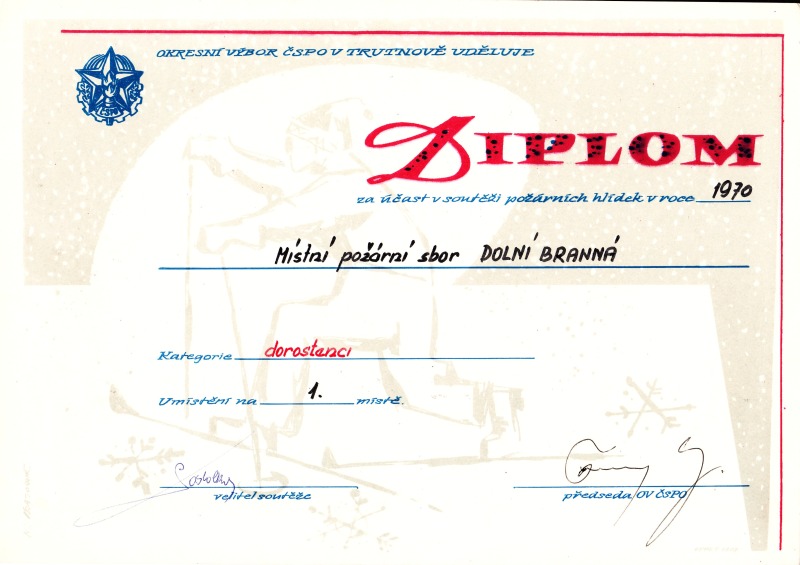 OKRESNÍ VÝBOR ČSPO V TRUTNOVĚ UDĚLUJE
ČSPO
DIPLOM
za účast v soutěži požárních hlídek v roce 1970
Místní požární sbor DOLNÍ BRANNÁ
Kategorie dorostenci
Umístění na 1. místě.
velitel soutěže
předseda OV ČSPO